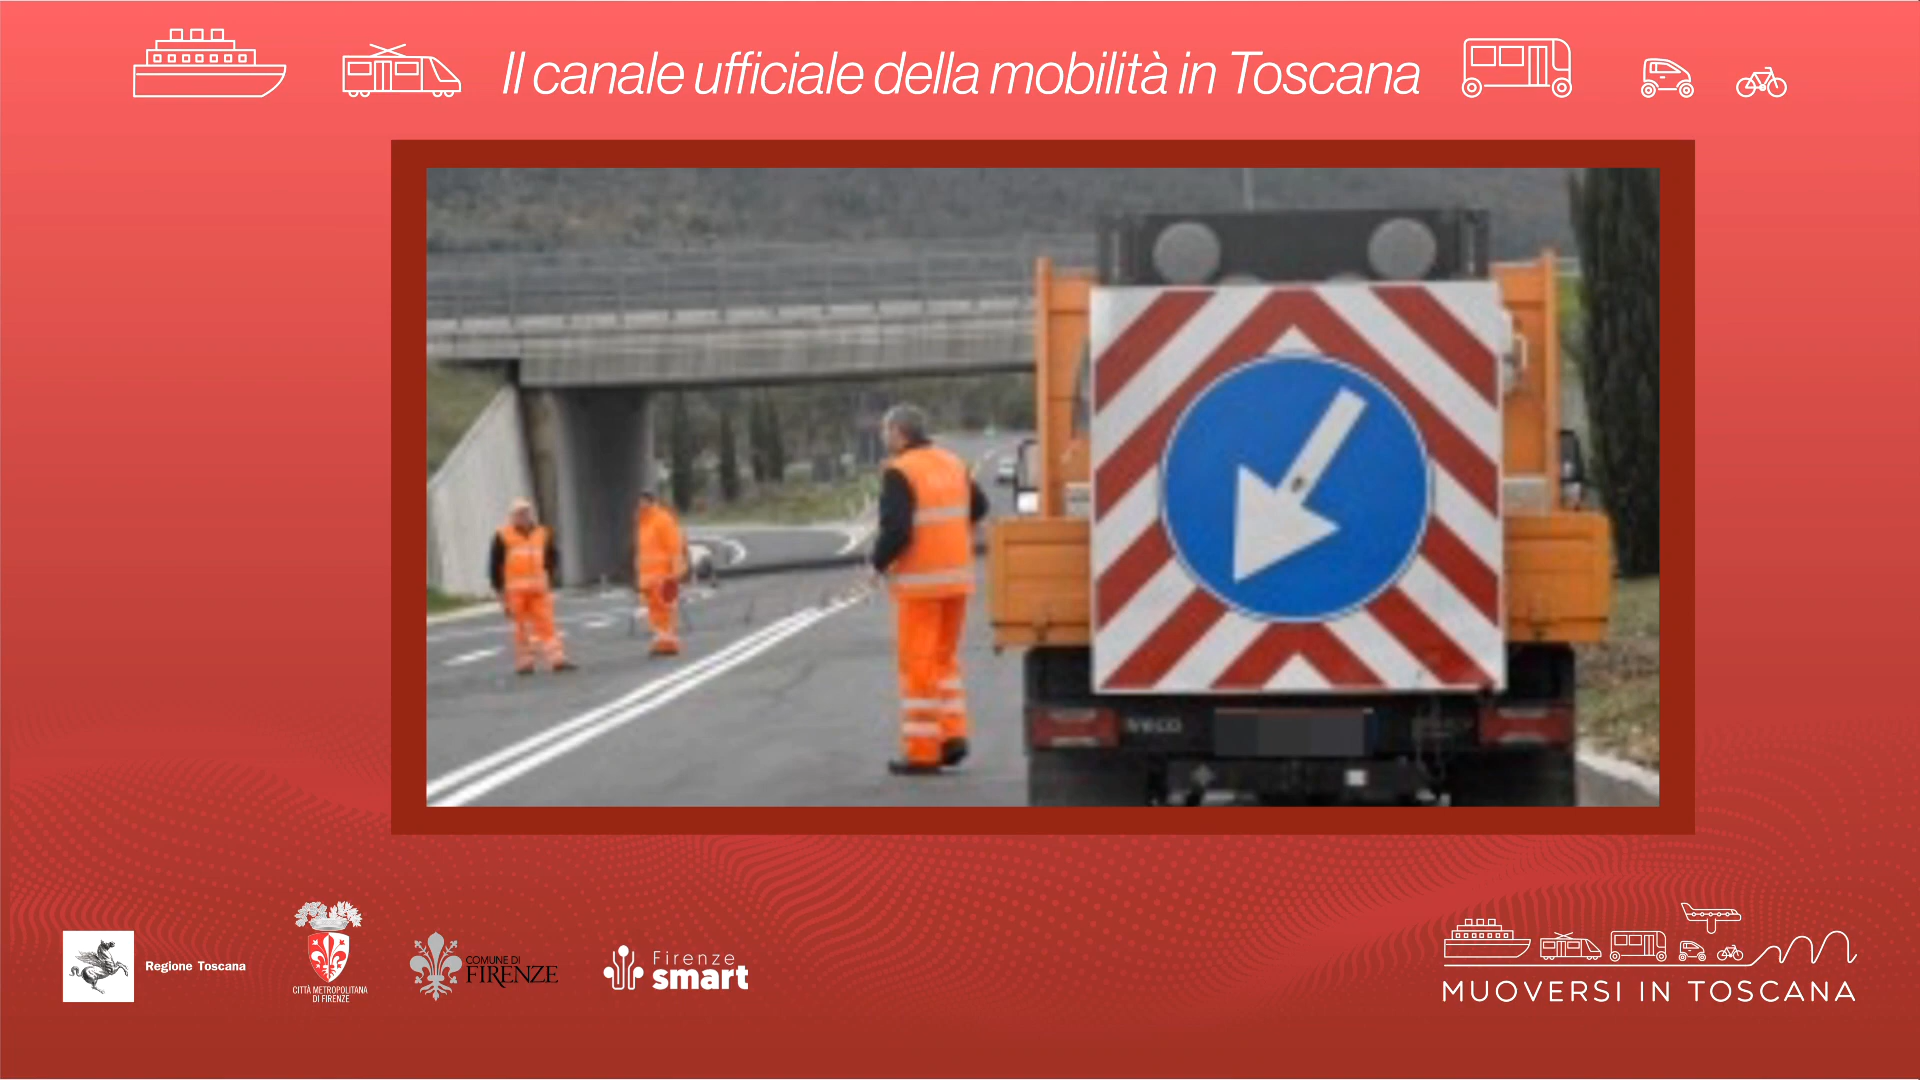 Il canale ufficiale della mobilità in Toscana
IVECO
Regione Toscana
CITTÀ METROPOLITANA
DI FIRENZE
COMUNE DI
FIRENZE
Firenze
smart
MUOVERSI IN TOSCANA